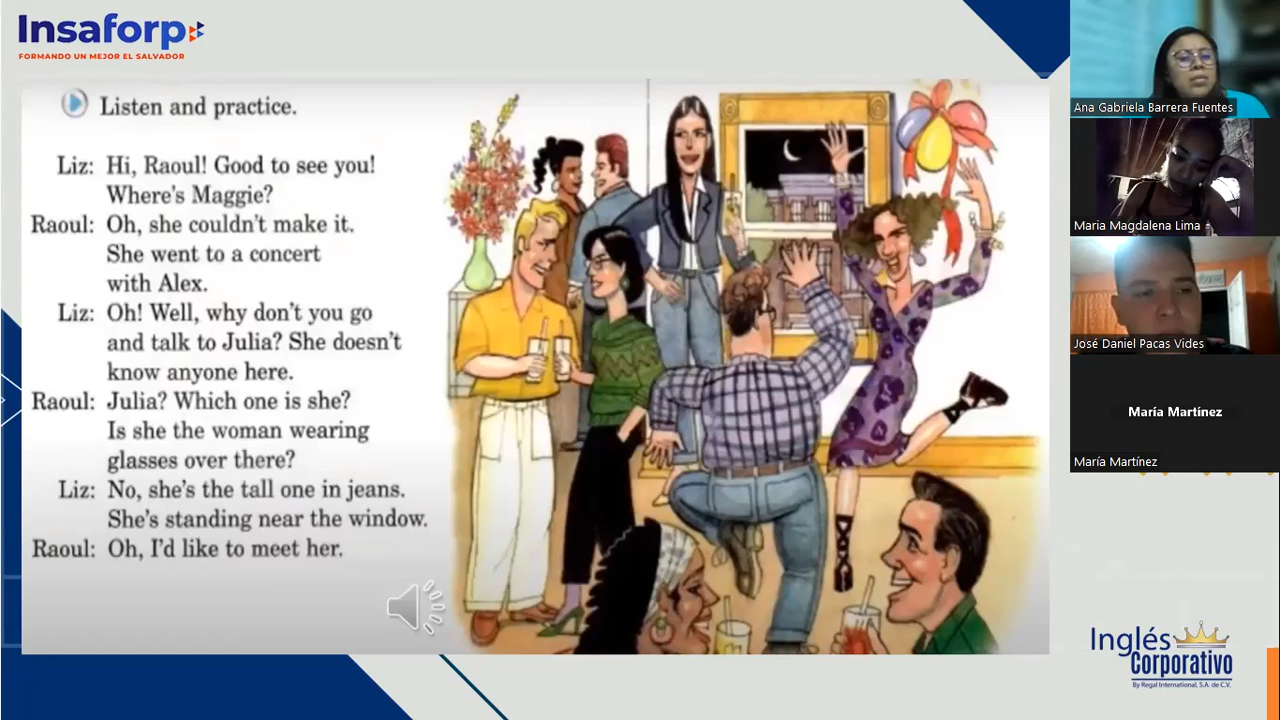 Insaforp
FORMANDO UN MEJOR EL SALVADOR
Listen and practice.
Liz: Hi, Raoul! Good to see you!
Where's Maggie?
Raoul: Oh, she couldn't make it.
She went to a concert
with Alex.
Liz: Oh! Well, why don't you go
and talk to Julia? She doesn't
know anyone here.
Raoul: Julia? Which one is she?
Is she the woman wearing
glasses over there?
Liz: No, she's the tall one in jeans.
She's standing near the window.
Raoul: Oh, I'd like to meet her.
Ana Gabriela Barrera Fuentes
Maria Magdalena Lima
José Daniel Pacas Vides
María Martínez
María Martínez
Inglés
Corporativo
By Regal International, S.A. de C.V.